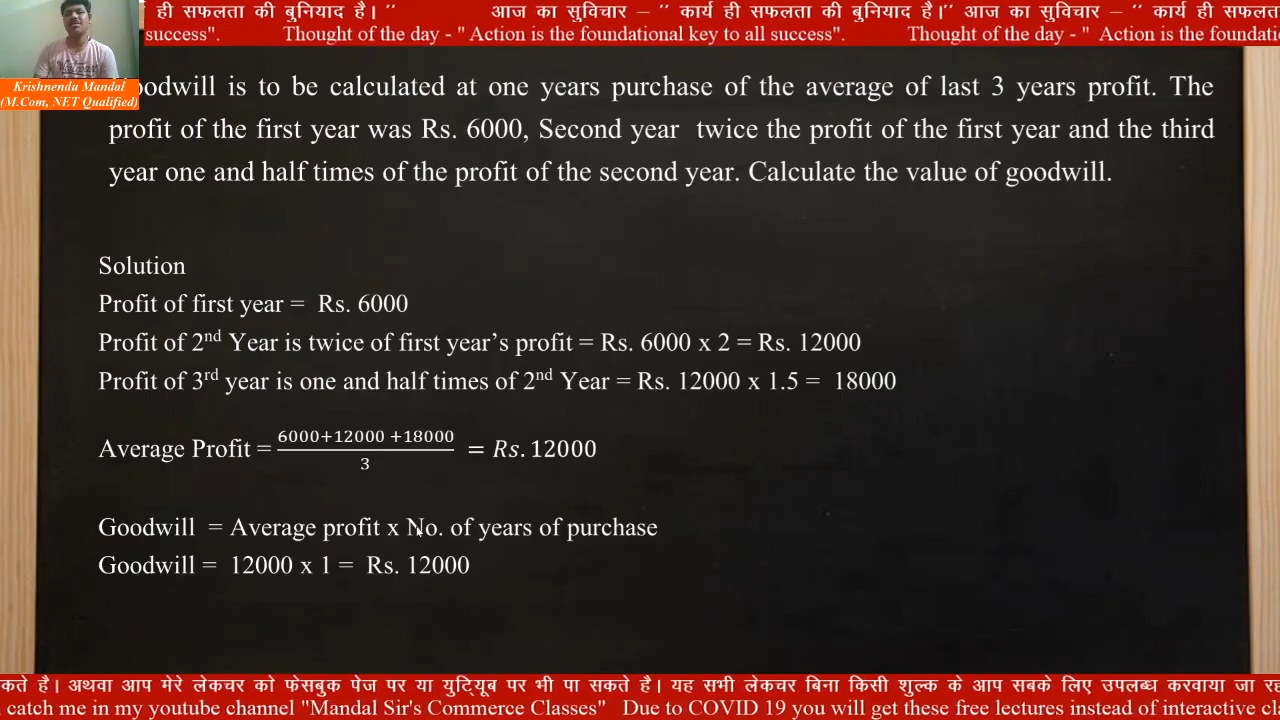 ही सफलता की बुनियाद है। '' आज का सुविचार – '' कार्य ही सफलता की बुनियाद है।'' आज का सुविचार – '' कार्य ही सफलत
success". Thought of the day - " Action is the foundational key to all success". Thought of the day - " Action is the foundatio
Krishnendu Mandal
(M.Com, NET Qualified)
oodwill is to be calculated at one years purchase of the average of last 3 years profit. The
profit of the first year was Rs. 6000, Second year twice the profit of the first year and the third
year one and half times of the profit of the second year. Calculate the value of goodwill.
Solution
Profit of first year = Rs. 6000
Profit of 2nd Year is twice of first year’s profit = Rs. 6000 x 2 = Rs. 12000
Profit of 3rd year is one and half times of 2nd Year = Rs. 12000 x 1.5 = 18000
Average Profit = 6000+12000 +18000 / 3 = Rs. 12000
Goodwill = Average profit x No. of years of purchase
Goodwill = 12000 x 1 = Rs. 12000
कते है। अथवा आप मेरे लेकचर को फेसबुक पेज पर या युटियूब पर भी पा सकते है। यह सभी लेकचर बिना किसी शुल्क के आप सबके लिए उपलब्ध करवाया जा रह
catch me in my youtube channel "Mandal Sir's Commerce Classes" Due to COVID 19 you will get these free lectures instead of interactive cl